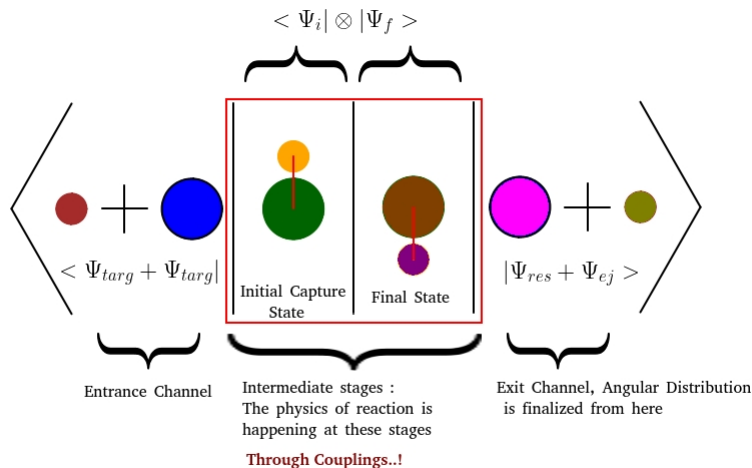 < Ψ_i| ⊗ |Ψ_f >
< Ψ_targ + Ψ_targ|
Initial Capture
State
Final State
|Ψ_res + Ψ_ej >
Entrance Channel
Intermediate stages :
The physics of reaction is
happening at these stages
Through Couplings..!
Exit Channel, Angular Distribution
is finalized from here